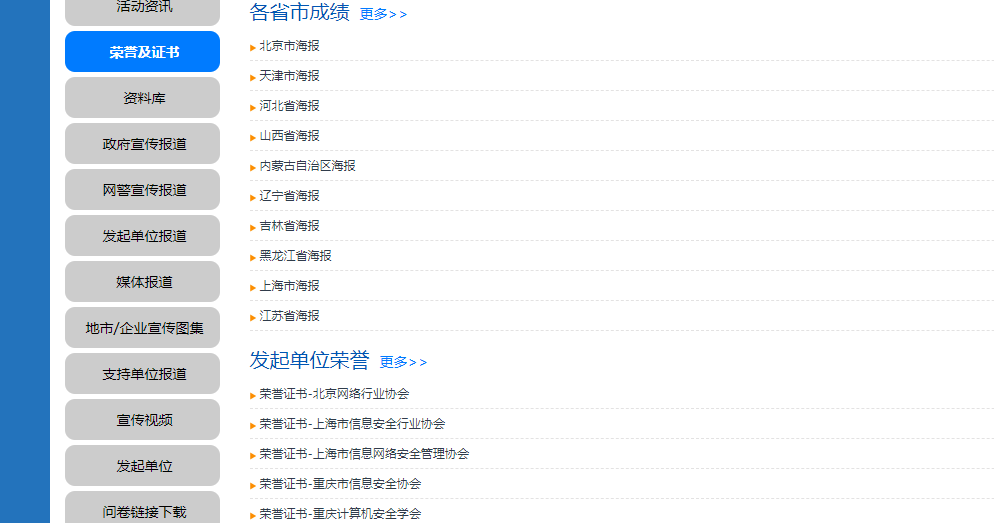 活动资讯
荣誉及证书
资料库
政府宣传报道
网警宣传报道
发起单位报道
媒体报道
地市/企业宣传图集
支持单位报道
宣传视频
发起单位
问卷链接下载
各省市成绩 更多>>
北京市海报
天津市海报
河北省海报
山西省海报
内蒙古自治区海报
辽宁省海报
吉林省海报
黑龙江省海报
上海市海报
江苏省海报
发起单位荣誉 更多>>
荣誉证书-北京网络行业协会
荣誉证书-上海市信息安全行业协会
荣誉证书-上海市信息网络安全管理协会
荣誉证书-重庆市信息安全协会
荣誉证书-重庆计算机安全学会